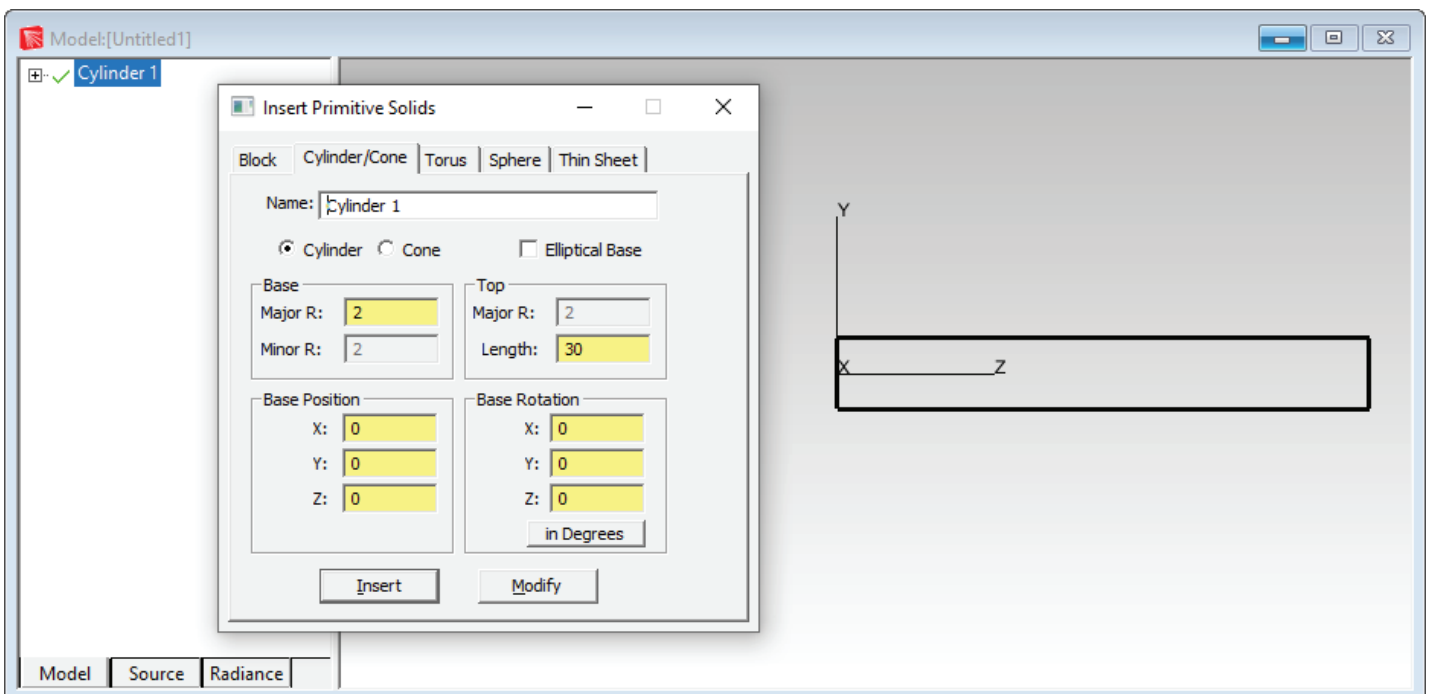 Model:[Untitled1]
Cylinder 1
Insert Primitive Solids
Block Cylinder/Cone Torus Sphere Thin Sheet
Name: Cylinder 1
Cylinder Cone Elliptical Base
Base Top
Major R: 2 Major R: 2
Minor R: 2 Length: 30
Base Position Base Rotation
X: 0 X: 0
Y: 0 Y: 0
Z: 0 Z: 0
in Degrees
Insert Modify
Y
X Z
Model Source Radiance